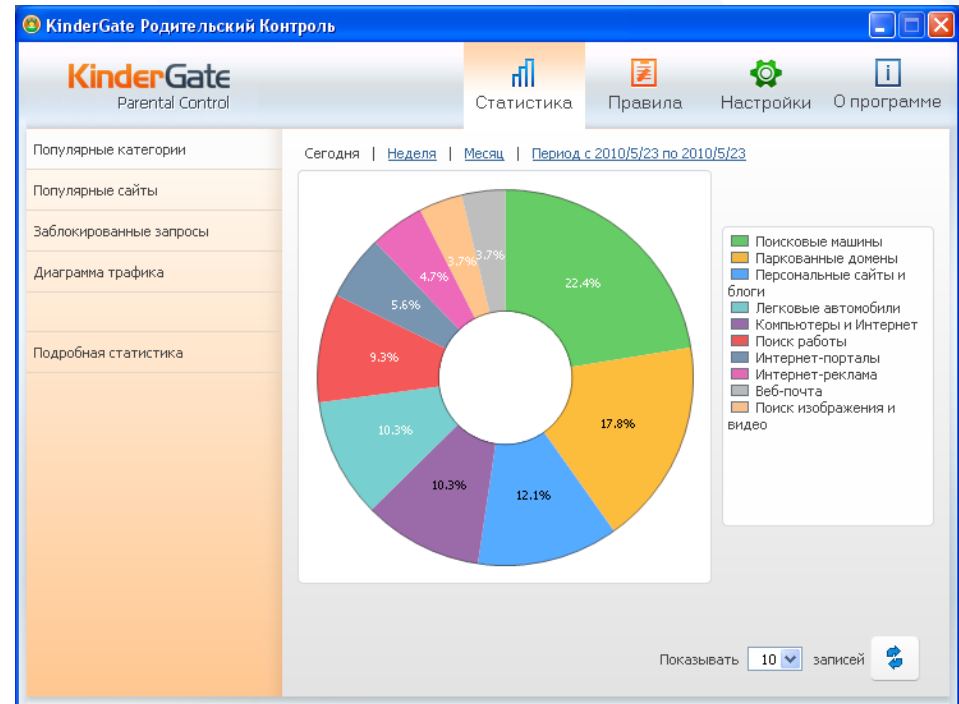 KinderGate Родительский Контроль
KinderGate
Parental Control
Статистика
Правила
Настройки
О программе
Популярные категории
Популярные сайты
Заблокированные запросы
Диаграмма трафика
Подробная статистика
Сегодня | Неделя | Месяц | Период с 2010/5/23 по 2010/5/23
22.4%
17.8%
12.1%
10.3%
10.3%
9.3%
5.6%
4.7%
3.7%
3.7%
Поисковые машины
Паркованные домены
Персональные сайты и
блоги
Легковые автомобили
Компьютеры и Интернет
Поиск работы
Интернет-порталы
Интернет-реклама
Веб-почта
Поиск изображения и
видео
Показывать 10 записей